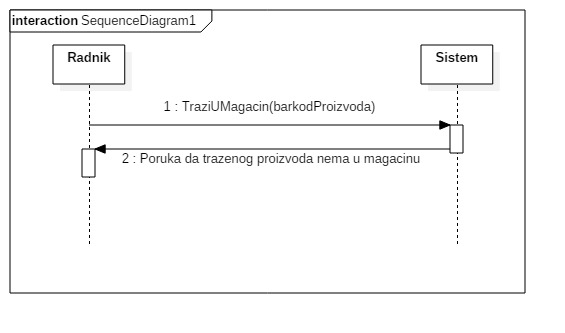 interaction SequenceDiagram1
Radnik
Sistem
1 : TraziUMagacin(barkodProizvoda)
2 : Poruka da trazenog proizvoda nema u magacinu